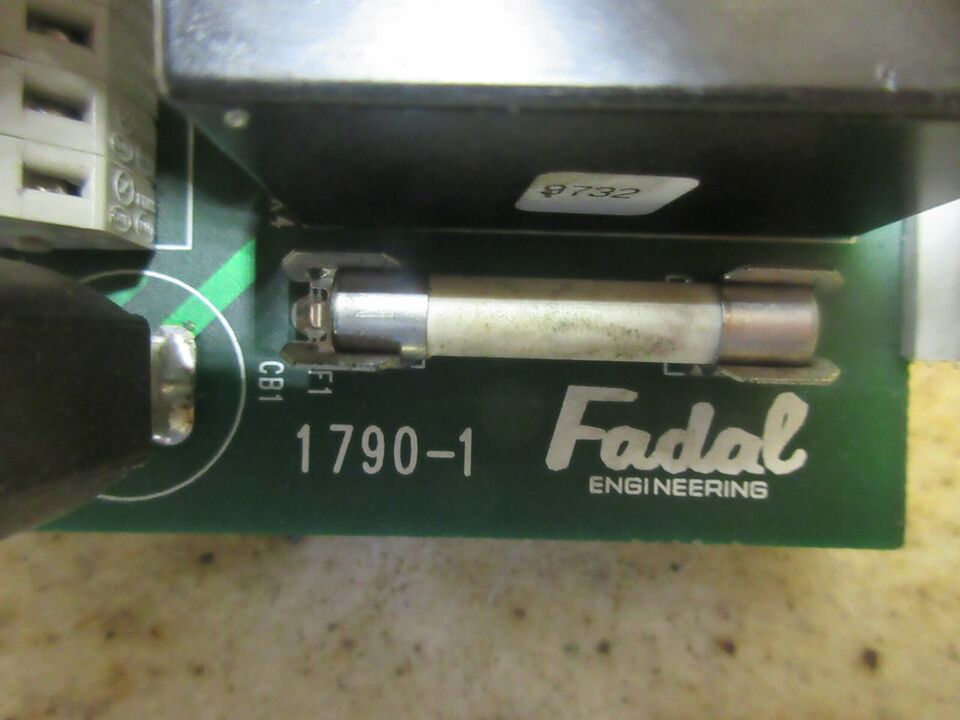 9732
CB1
F1
1790-1
Fadal
ENGINEERING